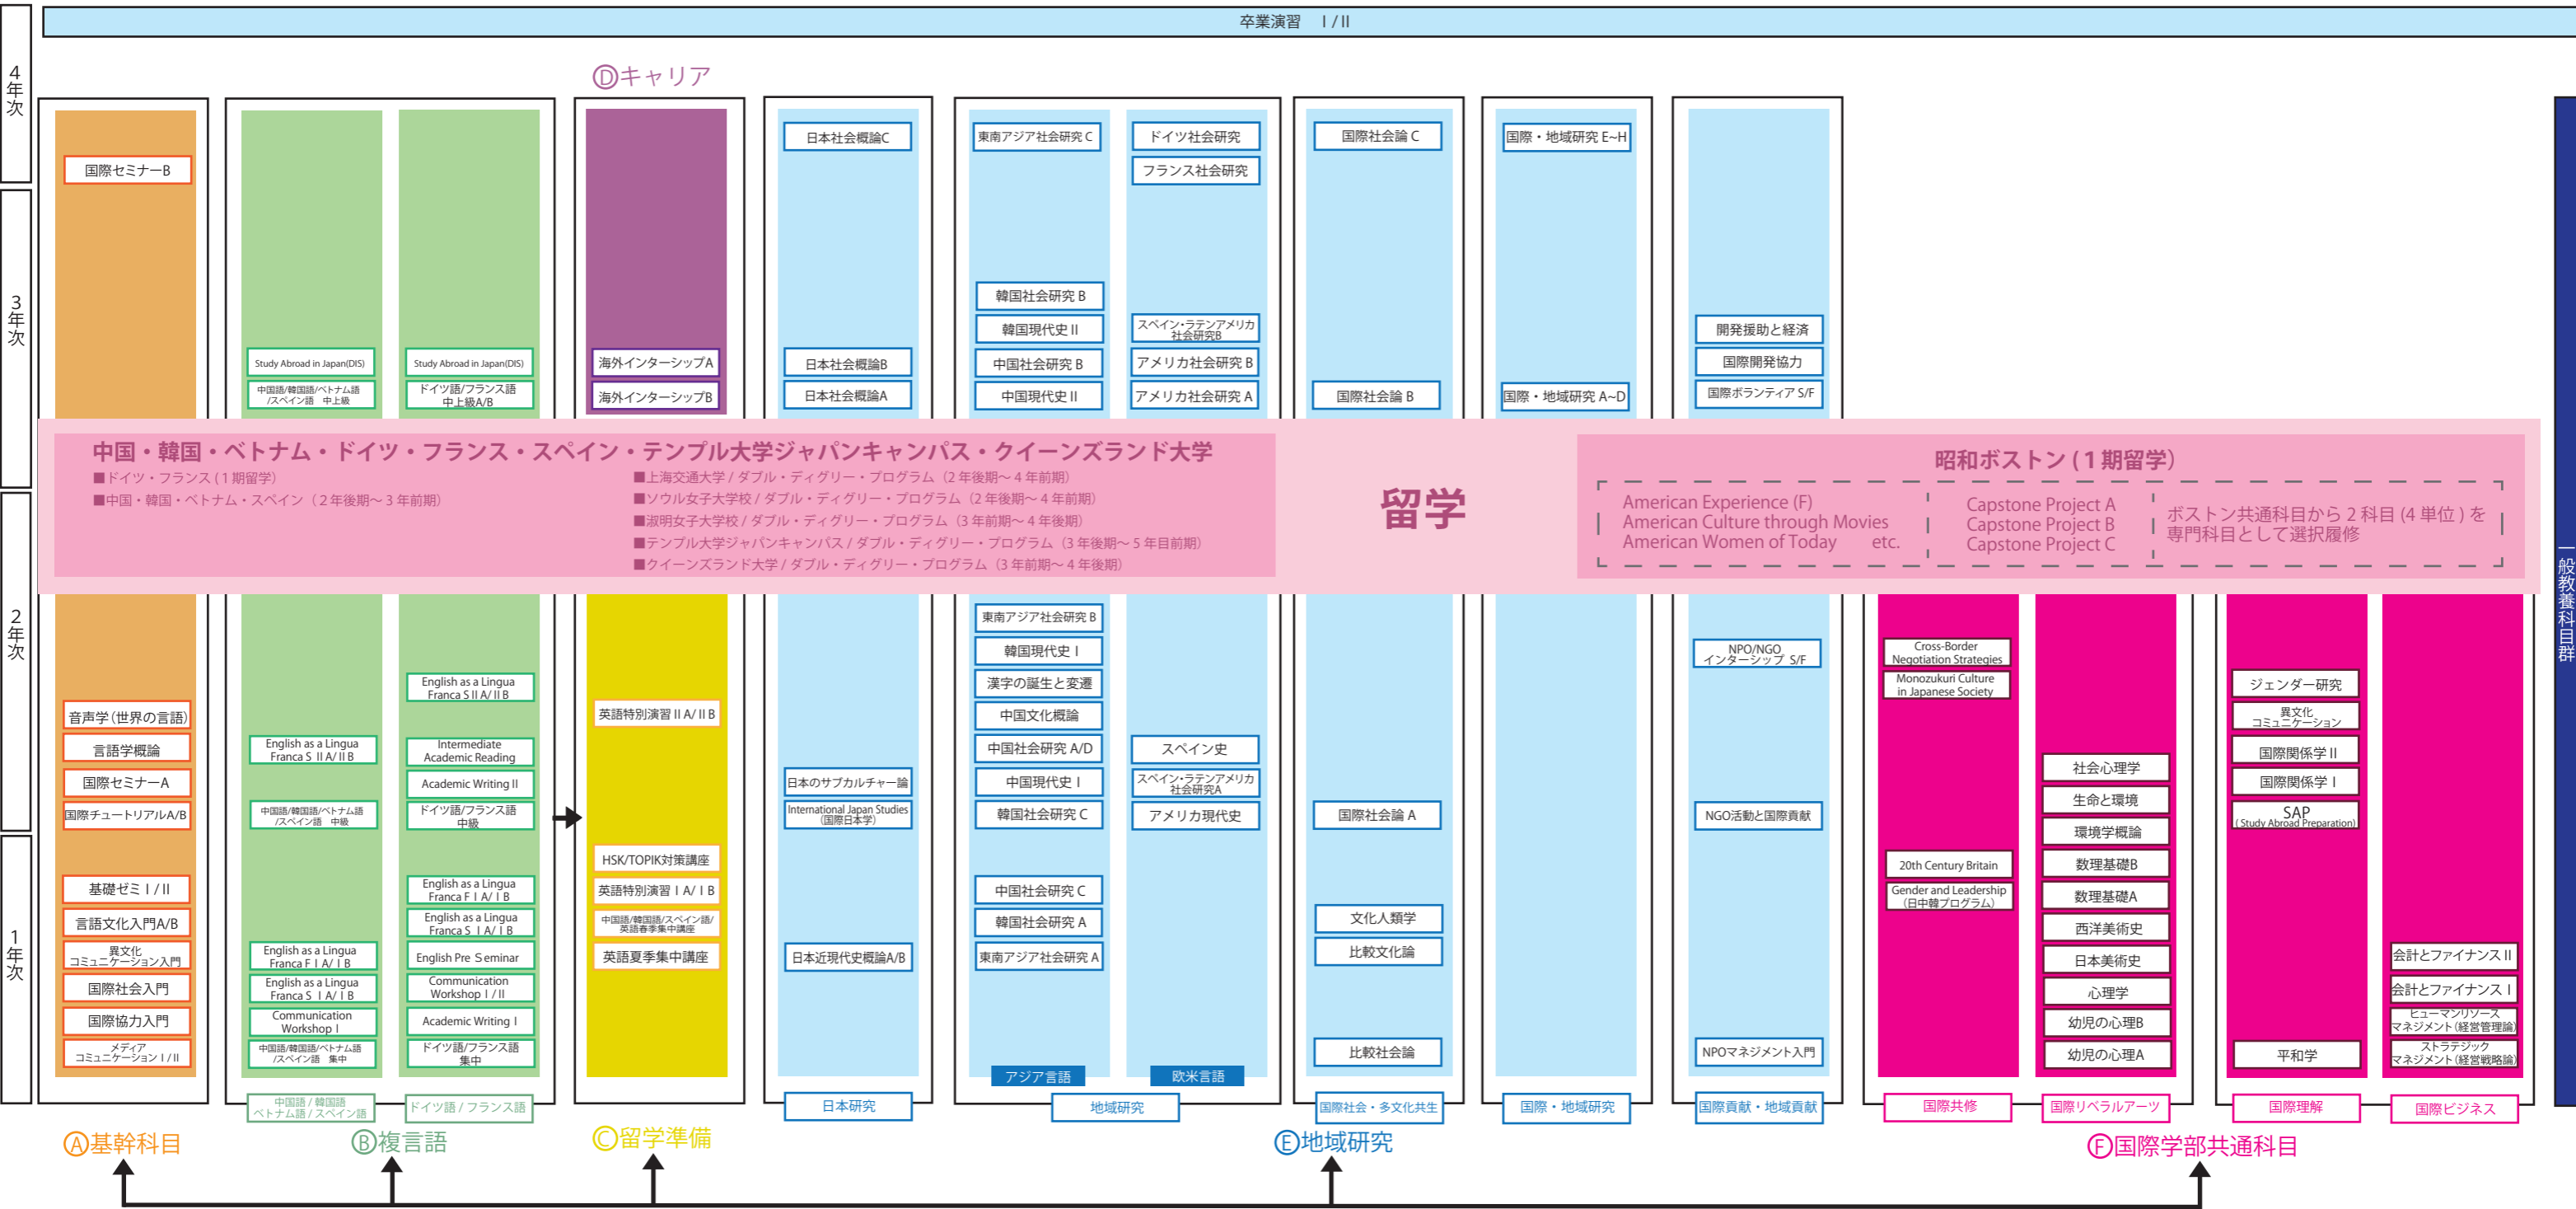 卒業演習　Ⅰ/Ⅱ
4年次
3年次
2年次
1年次
Ⓓキャリア
国際セミナーB
音声学(世界の言語)
言語学概論
国際セミナーA
国際チュートリアルA/B
基礎ゼミⅠ/Ⅱ
言語文化入門A/B
異文化
コミュニケーション入門
国際社会入門
国際協力入門
メディア
コミュニケーションⅠ/Ⅱ
Ⓐ基幹科目
Study Abroad in Japan(DIS)
中国語/韓国語/ベトナム語
/スペイン語　中上級
English as a Lingua
Franca S ⅡA/ⅡB
中国語/韓国語/ベトナム語
/スペイン語　中級
English as a Lingua
Franca FⅠA/ⅠB
English as a Lingua
Franca S ⅠA/ⅠB
Communication
WorkshopⅠ
中国語/韓国語/ベトナム語
/スペイン語　集中
中国語 / 韓国語
ベトナム語 / スペイン語
Study Abroad in Japan(DIS)
ドイツ語/フランス語
中上級A/B
English as a Lingua
Franca SⅡA/ⅡB
Intermediate
Academic Reading
Academic WritingⅡ
ドイツ語/フランス語
中級
English as a Lingua
Franca FⅠA/ⅠB
English as a Lingua
Franca S ⅠA/ⅠB
English Pre Seminar
Communication
WorkshopⅠ/Ⅱ
Academic WritingⅠ
ドイツ語/フランス語
集中
ドイツ語 / フランス語
Ⓑ複言語
海外インターシップA
海外インターシップB
英語特別演習ⅡA/ⅡB
HSK/TOPIK対策講座
英語特別演習ⅠA/ⅠB
中国語/韓国語/スペイン語/
英語春季集中講座
英語夏季集中講座
Ⓒ留学準備
日本社会概論C
日本社会概論B
日本社会概論A
日本のサブカルチャー論
International Japan Studies
(国際日本学)
日本近現代史概論A/B
日本研究
東南アジア社会研究 C
韓国社会研究 B
韓国現代史Ⅱ
中国社会研究 B
中国現代史Ⅱ
東南アジア社会研究 B
韓国現代史Ⅰ
漢字の誕生と変遷
中国文化概論
中国社会研究 A/D
中国現代史Ⅰ
韓国社会研究 C
中国社会研究 C
韓国社会研究 A
東南アジア社会研究 A
アジア言語
ドイツ社会研究
フランス社会研究
スペイン・ラテンアメリカ
社会研究B
アメリカ社会研究 B
アメリカ社会研究 A
スペイン史
スペイン・ラテンアメリカ
社会研究A
アメリカ現代史
欧米言語
地域研究
国際社会論 C
国際社会論 B
国際社会論 A
文化人類学
比較文化論
比較社会論
国際社会・多文化共生
国際・地域研究 E~H
国際・地域研究 A~D
国際・地域研究
開発援助と経済
国際開発協力
国際ボランティア S/F
NPO/NGO
インターシップ S/F
NGO活動と国際貢献
NPOマネジメント入門
国際貢献・地域貢献
Ⓔ地域研究
中国・韓国・ベトナム・ドイツ・フランス・スペイン・テンプル大学ジャパンキャンパス・クイーンズランド大学
■ドイツ・フランス(１期留学)
■中国・韓国・ベトナム・スペイン（２年後期〜３年前期）
■上海交通大学 / ダブル・ディグリー・プログラム（2 年後期〜 4 年前期）
■ソウル女子大学校 / ダブル・ディグリー・プログラム（2 年後期〜 4 年前期）
■淑明女子大学校 / ダブル・ディグリー・プログラム（3 年前期〜 4 年後期）
■テンプル大学ジャパンキャンパス / ダブル・ディグリー・プログラム（3 年後期〜 5 年目前期）
■クイーンズランド大学 / ダブル・ディグリー・プログラム（3 年前期〜 4 年後期）
留学
昭和ボストン(１期留学)
American Experience (F)
American Culture through Movies
American Women of Today　etc.
Capstone Project A
Capstone Project B
Capstone Project C
ボストン共通科目から 2 科目(4 単位)を
専門科目として選択履修
Cross-Border
Negotiation Strategies
Monozukuri Culture
in Japanese Society
20th Century Britain
Gender and Leadership
(日中韓プログラム)
国際共修
社会心理学
生命と環境
環境学概論
数理基礎B
数理基礎A
西洋美術史
日本美術史
心理学
幼児の心理B
幼児の心理A
国際リベラルアーツ
ジェンダー研究
異文化
コミュニケーション
国際関係学Ⅱ
国際関係学Ⅰ
SAP
(Study Abroad Preparation)
平和学
国際理解
会計とファイナンスⅡ
会計とファイナンスⅠ
ヒューマンリソース
マネジメント(経営管理論)
ストラテジック
マネジメント(経営戦略論)
国際ビジネス
Ⓕ国際学部共通科目
一般教養科目群